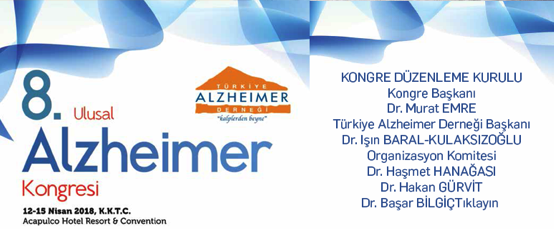 8. Ulusal
Alzheimer
Kongresi
12-15 Nisan 2018, K.K.T.C.
Acapulco Hotel Resort & Convention
TÜRKİYE
ALZHEIMER
DERNEĞİ
"kalplerden beyne"
KONGRE DÜZENLEME KURULU
Kongre Başkanı
Dr. Murat EMRE
Türkiye Alzheimer Derneği Başkanı
Dr. Işın BARAL-KULAKSIZOĞLU
Organizasyon Komitesi
Dr. Haşmet HANAĞASI
Dr. Hakan GÜRVİT
Dr. Başar BİLGİÇTıklayın